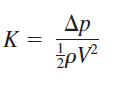 K = Δp / ½ρV²